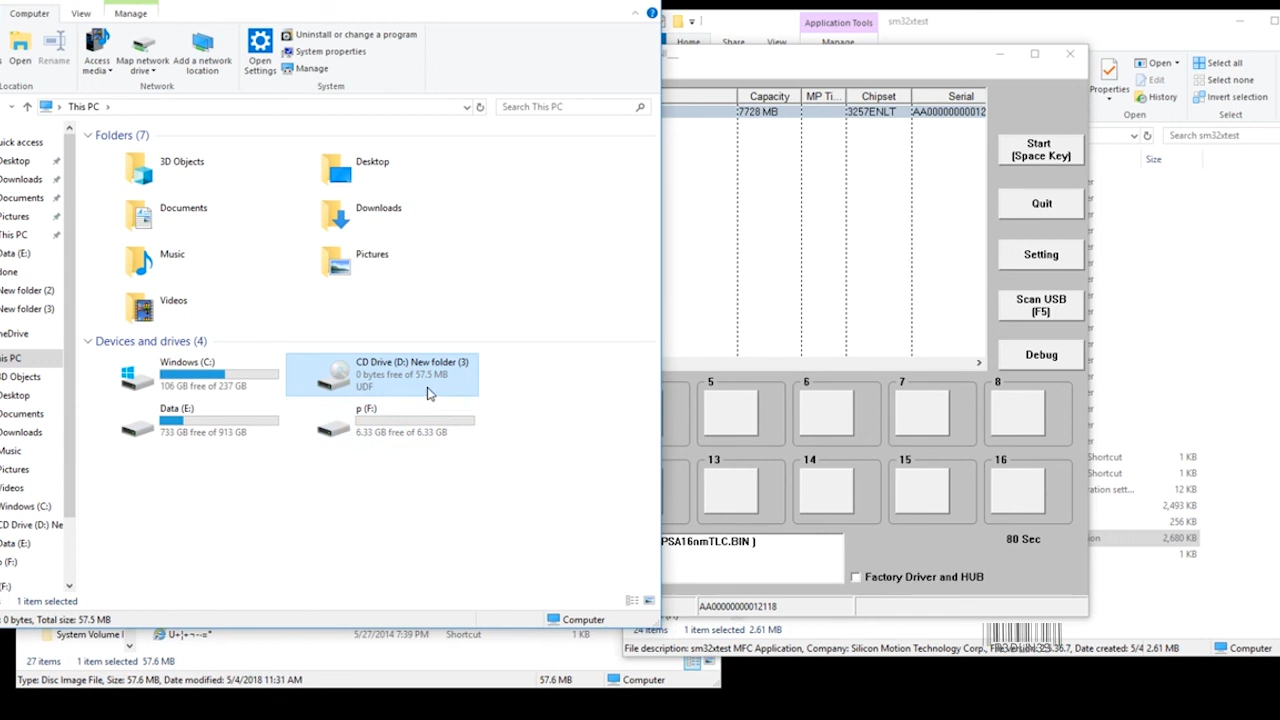 Computer View Manage
Application Tools sm32xtest
Home Share View Manage
Open Rename Access media Map network drive Add a network location Open Settings Uninstall or change a program
System properties
Manage
Location Network System
Properties Open Edit History Select all
Select none
Invert selection
Open Select
This PC Search This PC
Search sm32xtest
Size
Capacity MP Ti... Chipset Serial
7728 MB 3257ENLT AA00000000012
Start
(Space Key)
Quit
Setting
Scan USB
(F5)
Debug
Quick access
Desktop
Downloads
Documents
Pictures
This PC
Data (E:)
done
New folder (2)
New folder (3)
OneDrive
This PC
3D Objects
Desktop
Documents
Downloads
Music
Pictures
Videos
Windows (C:)
CD Drive (D:) Ne
Data (E:)
p (F:)
(F:)
Folders (7)
3D Objects
Desktop
Documents
Downloads
Music
Pictures
Videos
Devices and drives (4)
Windows (C:)
106 GB free of 237 GB
CD Drive (D:) New folder (3)
0 bytes free of 57.5 MB
UDF
Data (E:)
733 GB free of 913 GB
p (F:)
6.33 GB free of 6.33 GB
5 6 7 8
13 14 15 16
80 Sec
PSA16nmTLC.BIN )
Factory Driver and HUB
AA00000000012118
Shortcut 1 KB
Shortcut 1 KB
ration sett... 12 KB
2,493 KB
256 KB
ion 2,680 KB
1 KB
1 item selected
: 0 bytes, Total size: 57.5 MB Computer
System Volume I U+¦+¬--=" 5/27/2014 7:39 PM Shortcut 1 KB
27 items 1 item selected 57.6 MB
Type: Disc Image File, Size: 57.6 MB, Date modified: 5/4/2018 11:31 AM 57.6 MB Computer
24 items 1 item selected 2.61 MB
File description: sm32xtest MFC Application, Company: Silicon Motion Technology Corp., Date created: 5/4 2.61 MB Computer